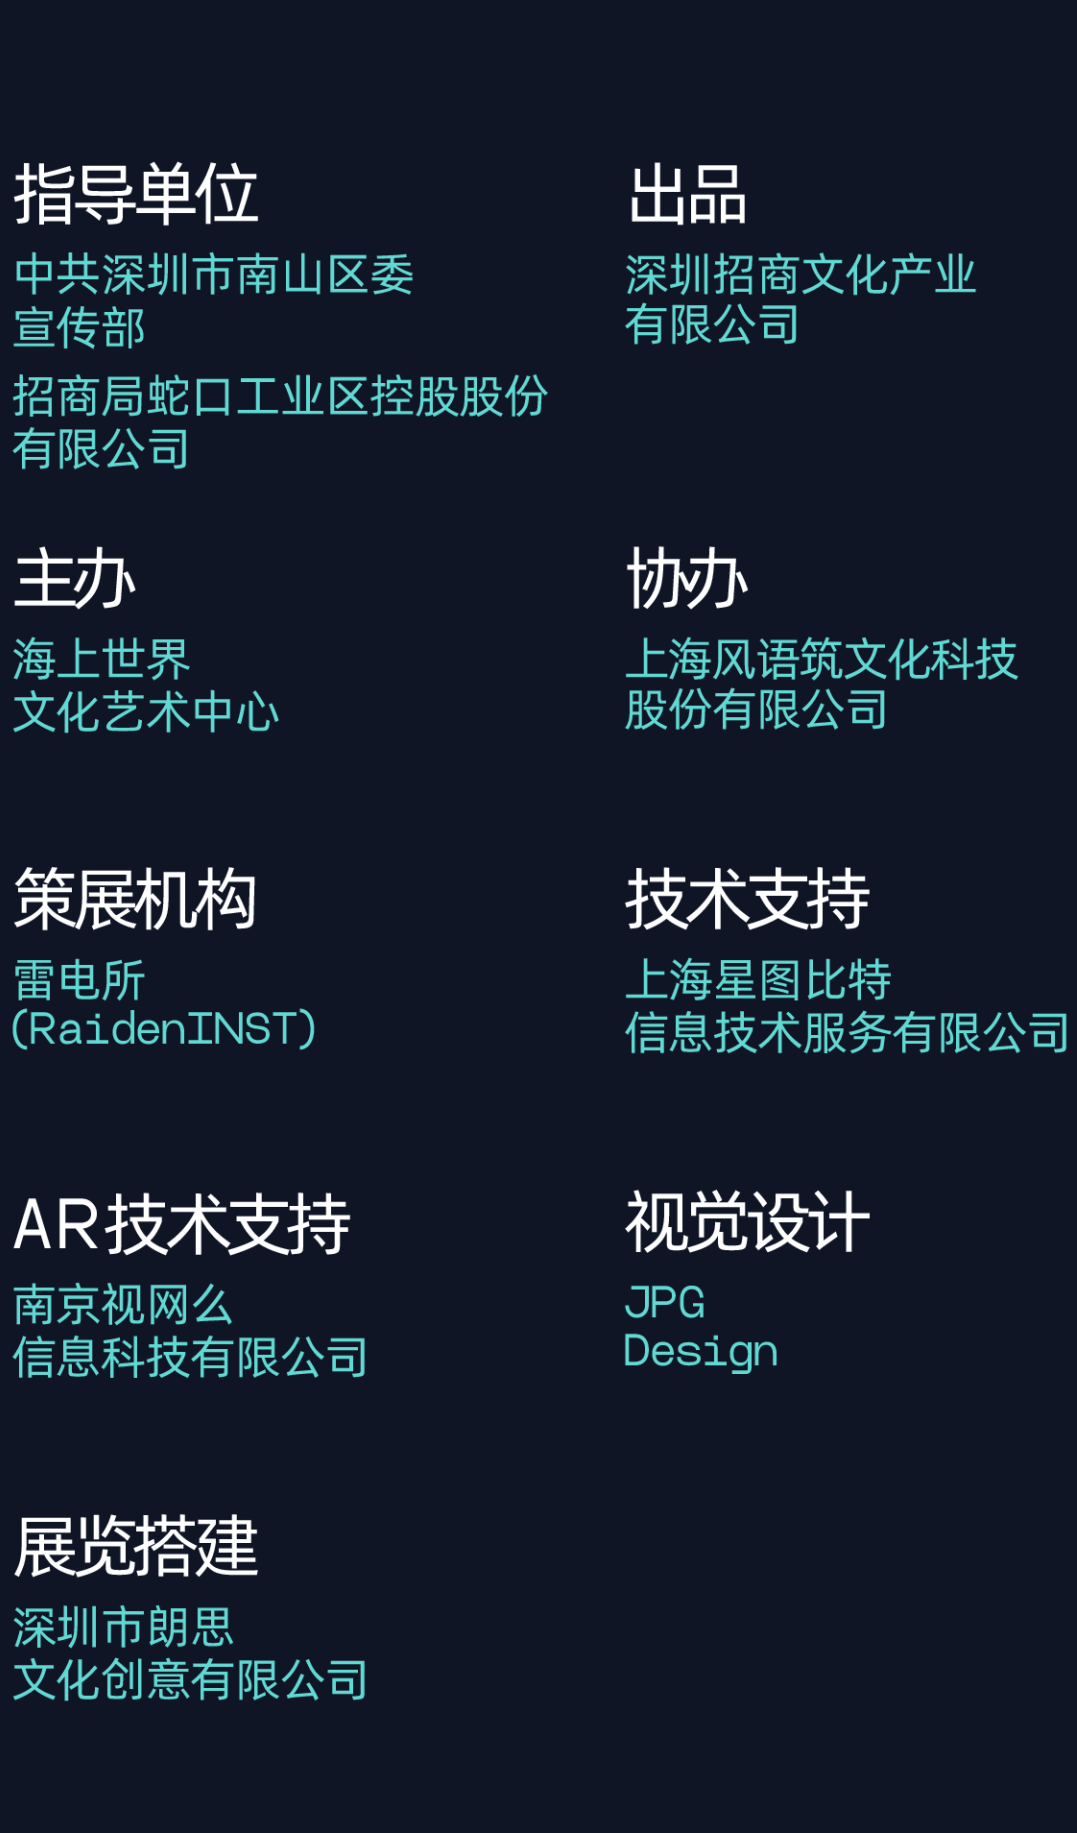 指导单位
中共深圳市南山区委
宣传部
招商局蛇口工业区控股股份
有限公司
出品
深圳招商文化产业
有限公司
主办
海上世界
文化艺术中心
协办
上海风语筑文化科技
股份有限公司
策展机构
雷电所
(RaidenINST)
技术支持
上海星图比特
信息技术服务有限公司
AR技术支持
南京视网么
信息科技有限公司
视觉设计
JPG
Design
展览搭建
深圳市朗思
文化创意有限公司